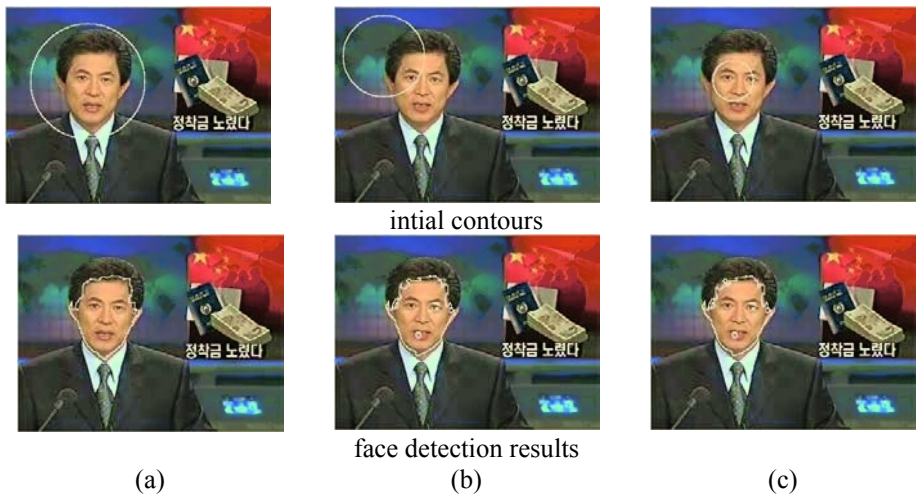 정착금 노렸다
정착금 노렸다
정착금 노렸다
intial contours
정착금 노렸다
정착금 노렸다
정착금 노렸다
face detection results
(a)
(b)
(c)